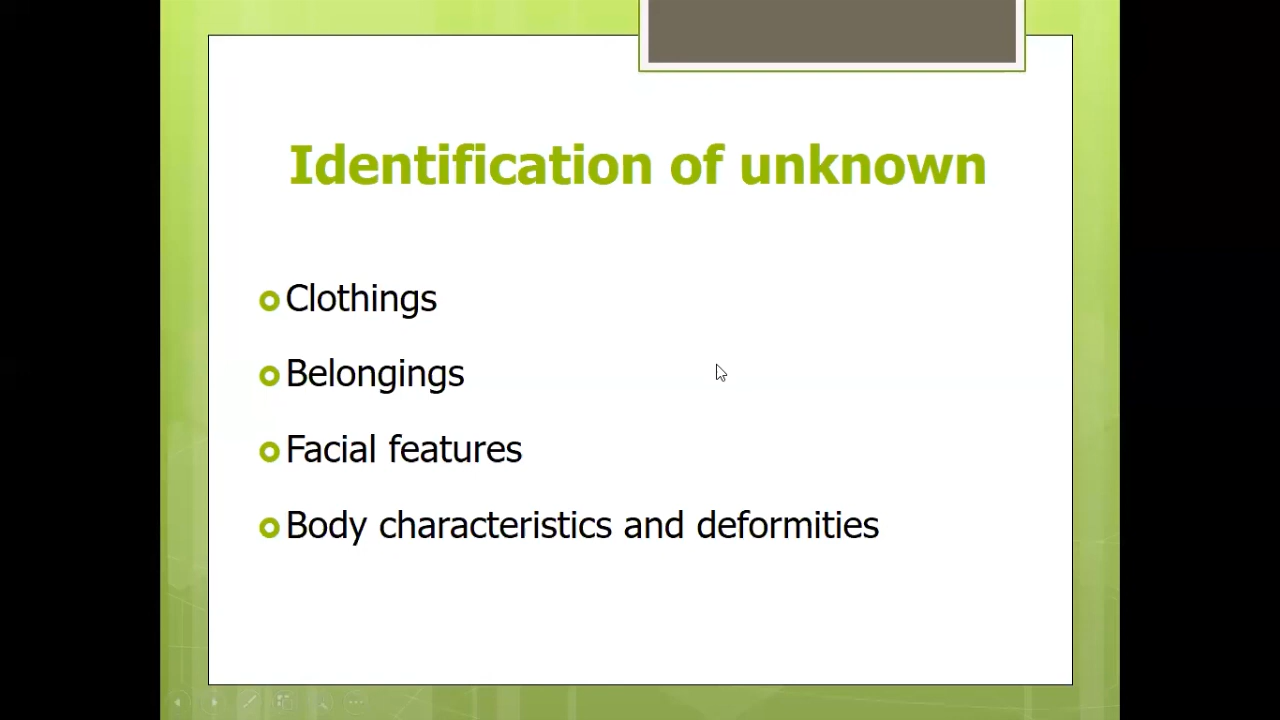 Identification of unknown
Clothings
Belongings
Facial features
Body characteristics and deformities